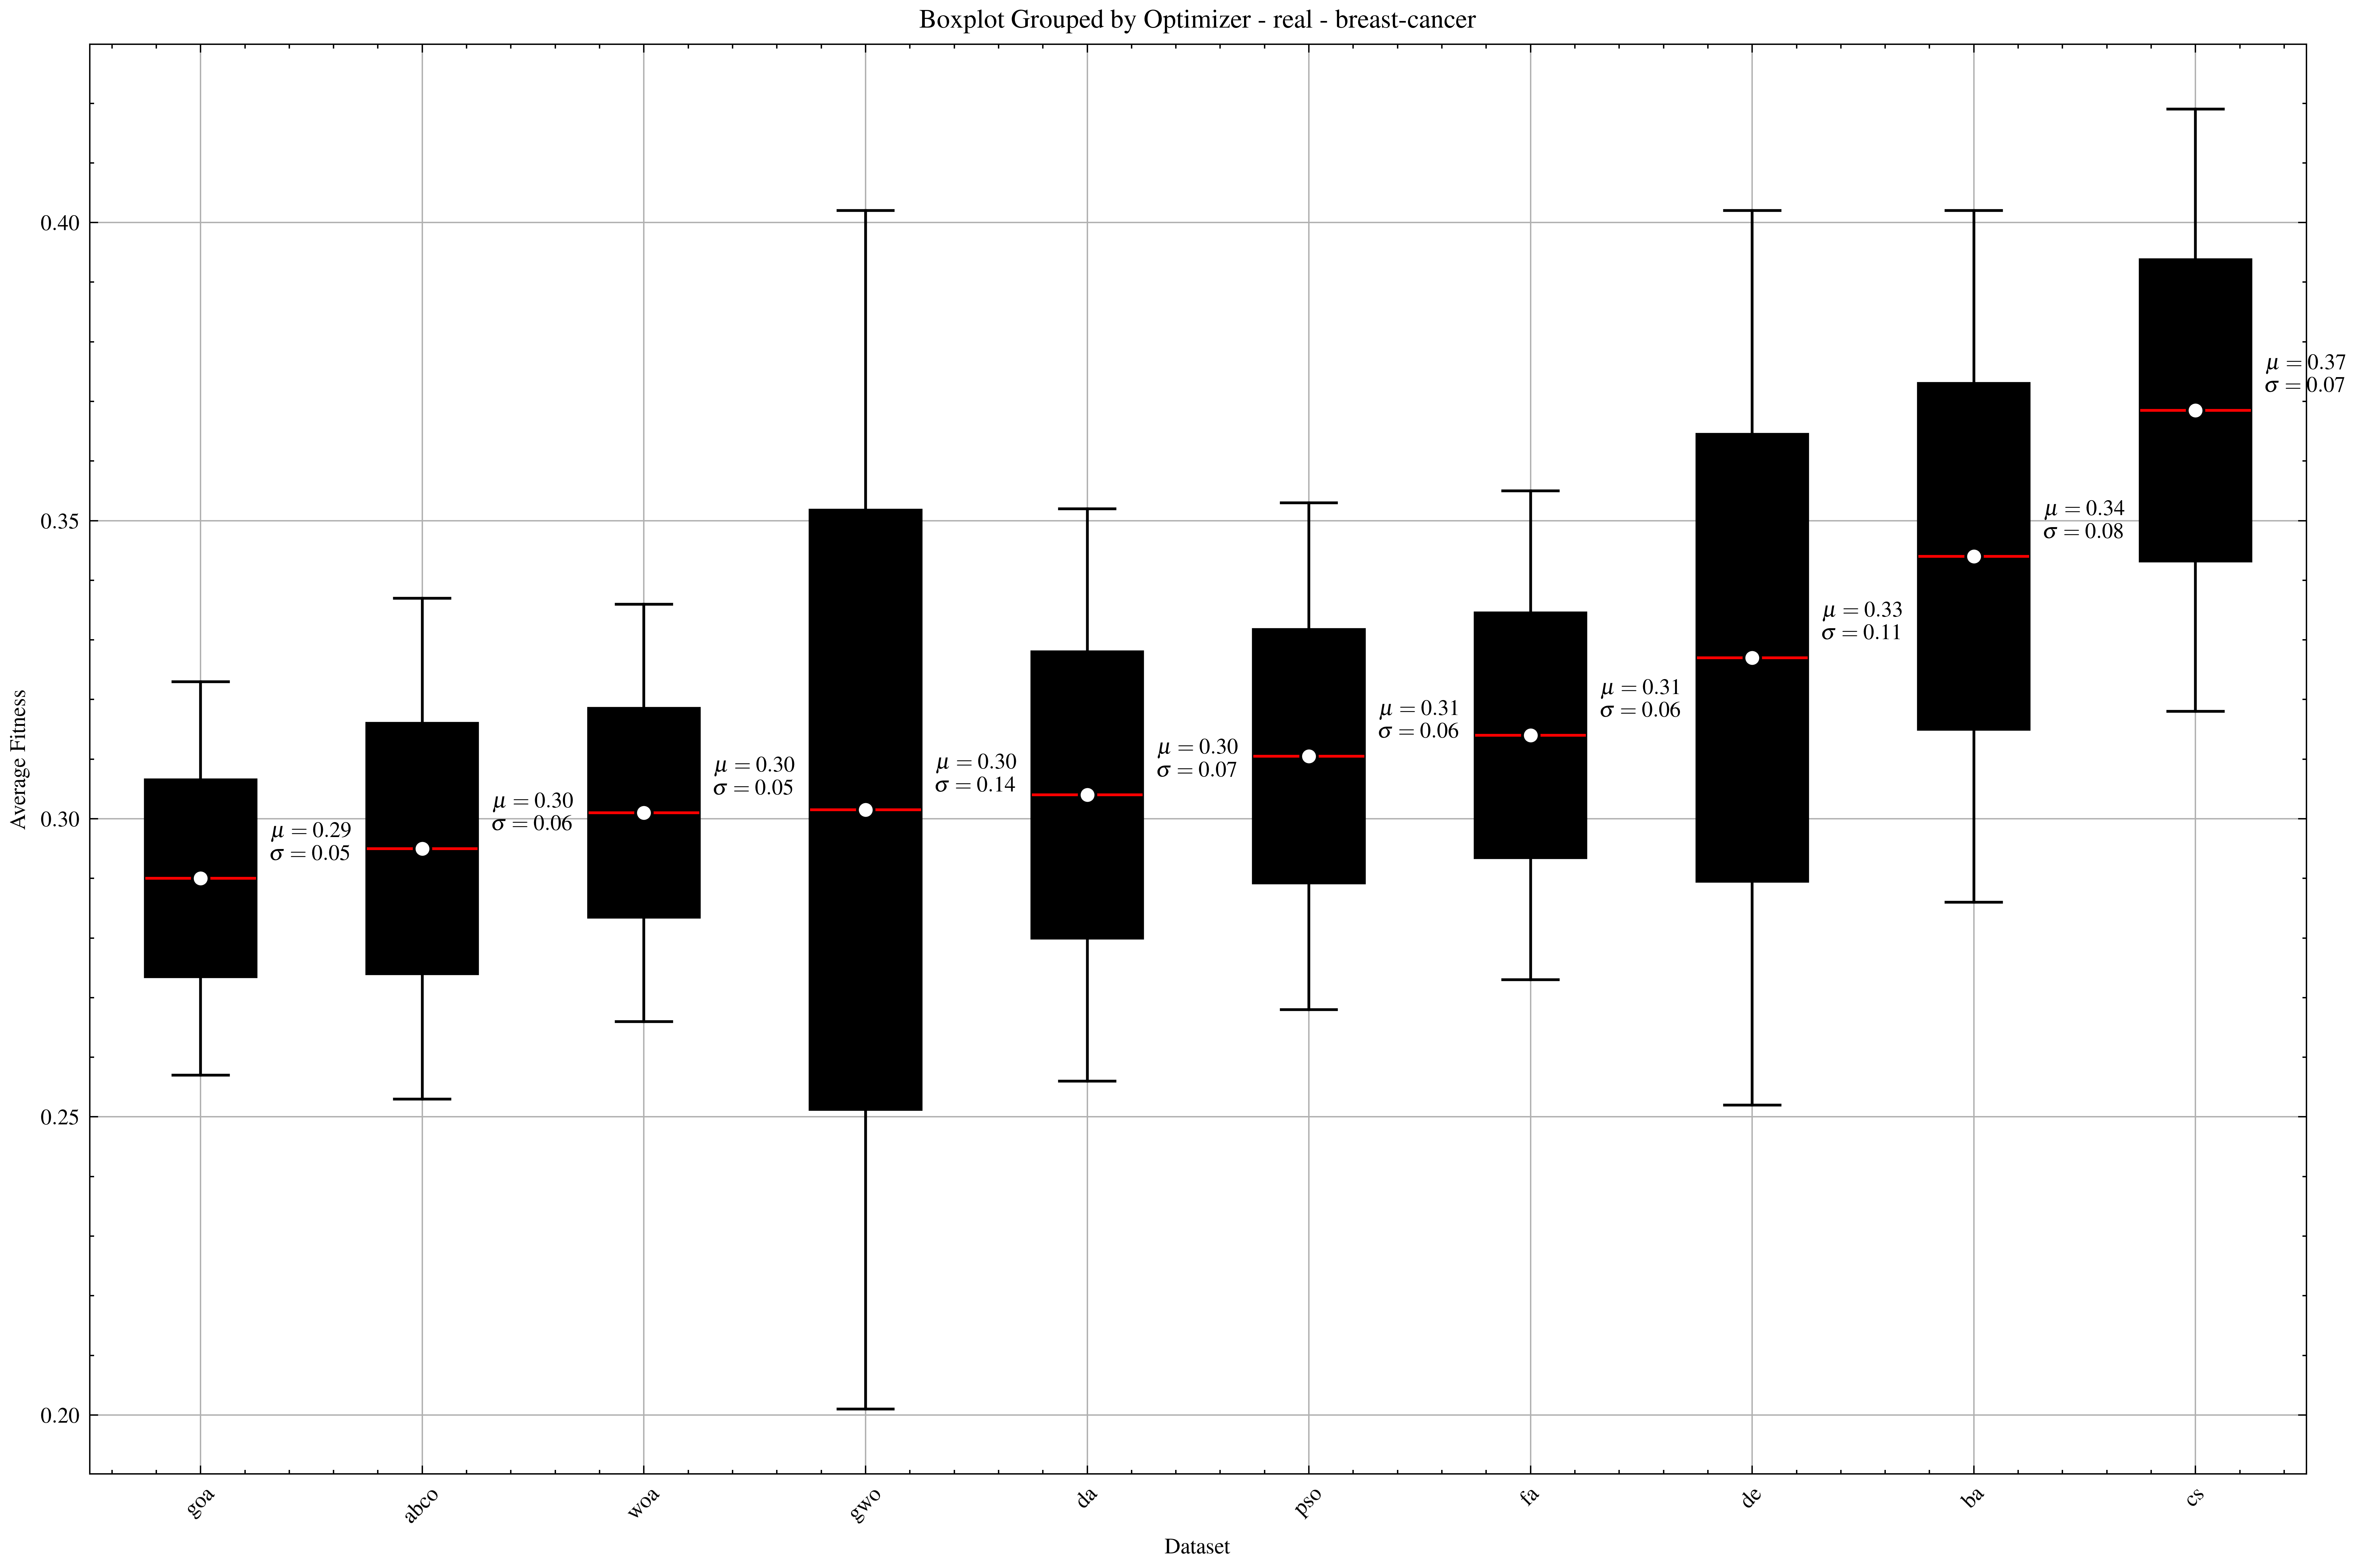 Boxplot Grouped by Optimizer - real - breast-cancer
Average Fitness
0.40
0.35
0.30
0.25
0.20
μ = 0.29
σ = 0.05
μ = 0.30
σ = 0.06
μ = 0.30
σ = 0.05
μ = 0.30
σ = 0.14
μ = 0.30
σ = 0.07
μ = 0.31
σ = 0.06
μ = 0.31
σ = 0.06
μ = 0.33
σ = 0.11
μ = 0.34
σ = 0.08
μ = 0.37
σ = 0.07
goa
abco
woa
gwo
da
pso
fa
de
ba
cs
Dataset